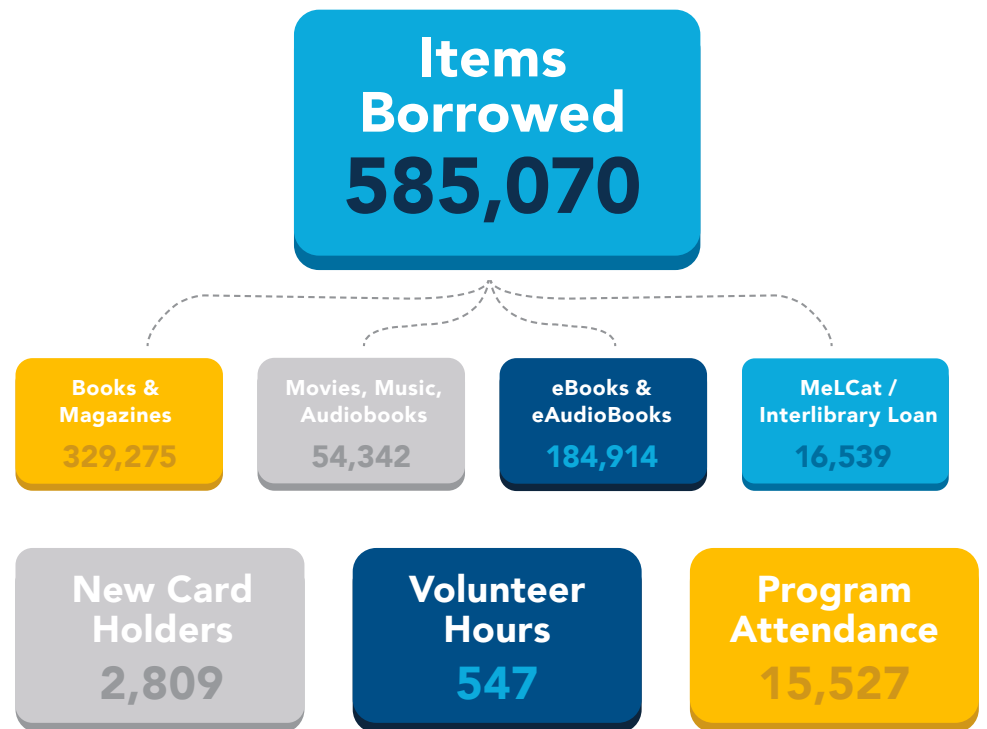 Items
Borrowed
585,070
Books &
Magazines
329,275
Movies, Music,
Audiobooks
54,342
eBooks &
eAudioBooks
184,914
MeLCat /
Interlibrary Loan
16,539
New Card
Holders
2,809
Volunteer
Hours
547
Program
Attendance
15,527